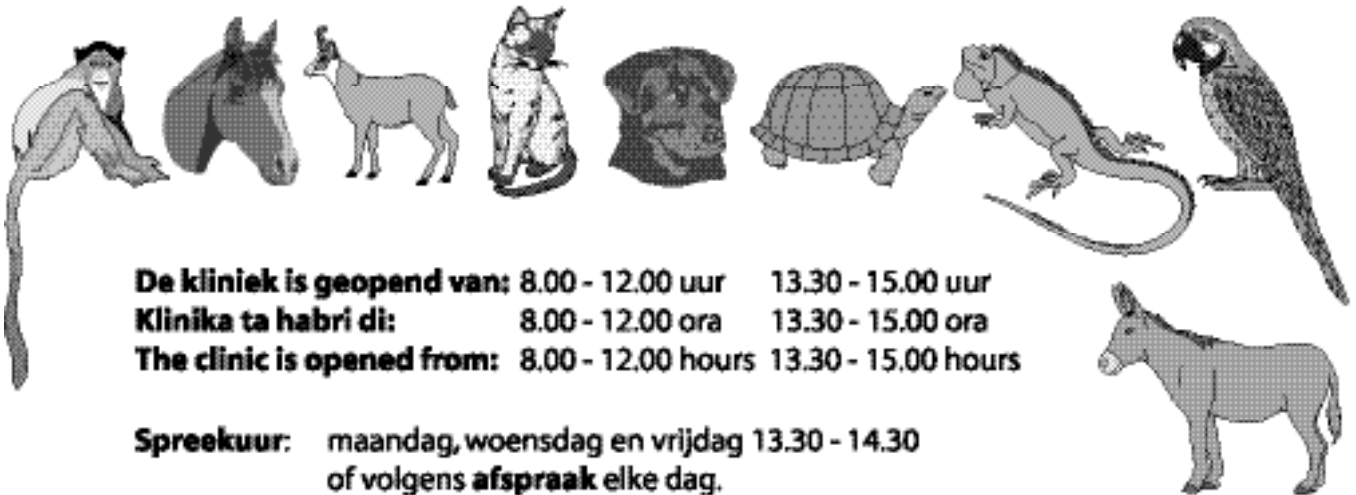 De kliniek is geopend van: 8.00 - 12.00 uur 13.30 - 15.00 uur
Klinika ta habri di: 8.00 - 12.00 ora 13.30 - 15.00 ora
The clinic is opened from: 8.00 - 12.00 hours 13.30 - 15.00 hours
Spreekuur: maandag, woensdag en vrijdag 13.30 - 14.30
of volgens afspraak elke dag.